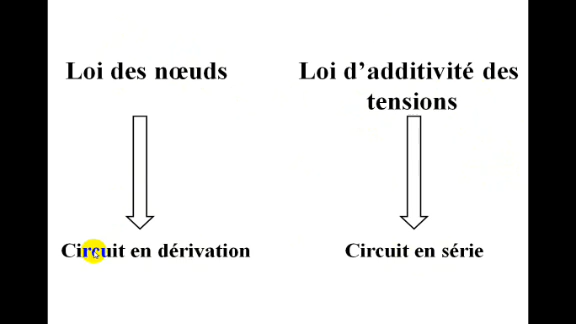 Loi des nœuds
Loi d'additivité des
tensions
Circuit en dérivation
Circuit en série